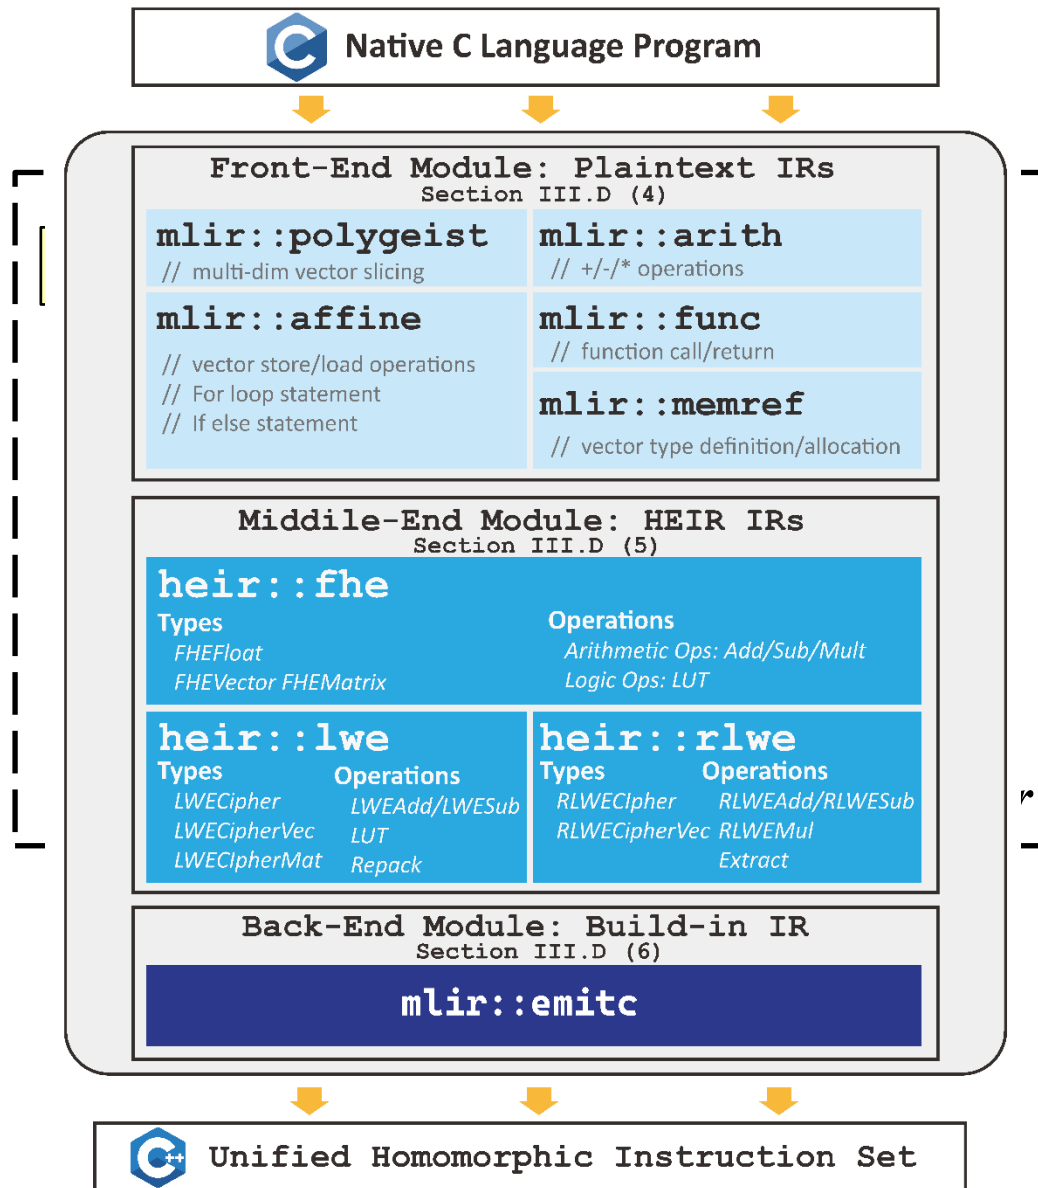 C Native C Language Program
Front-End Module: Plaintext IRs
Section III.D (4)
mlir::polygeist
// multi-dim vector slicing
mlir::arith
// +/-/* operations
mlir::affine
// vector store/load operations
// For loop statement
// If else statement
mlir::func
// function call/return
mlir::memref
// vector type definition/allocation
Middile-End Module: HEIR IRs
Section III.D (5)
heir::fhe
Types
FHEFloat
FHEVector FHEMatrix
Operations
Arithmetic Ops: Add/Sub/Mult
Logic Ops: LUT
heir::lwe
Types
LWECipher
LWECipherVec
LWECIpherMat
Operations
LWEAdd/LWESub
LUT
Repack
heir::rlwe
Types
RLWECIpher
RLWECipherVec
Operations
RLWEAdd/RLWESub
RLWEMul
Extract
r
Back-End Module: Build-in IR
Section III.D (6)
mlir::emitc
C++ Unified Homomorphic Instruction Set